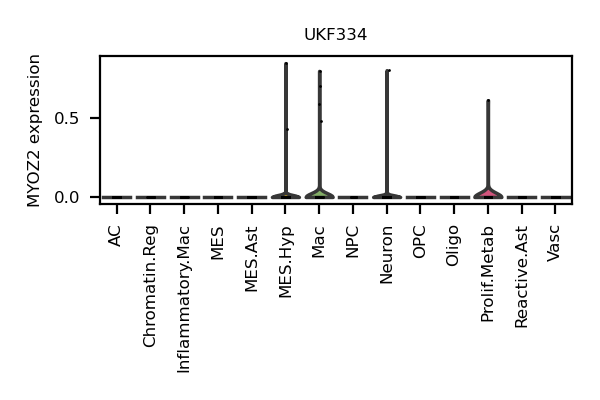 UKF334
MYOZ2 expression
0.5
0.0
AC
Chromatin.Reg
Inflammatory.Mac
MES
MES.Ast
MES.Hyp
Mac
NPC
Neuron
OPC
Oligo
Prolif.Metab
Reactive.Ast
Vasc